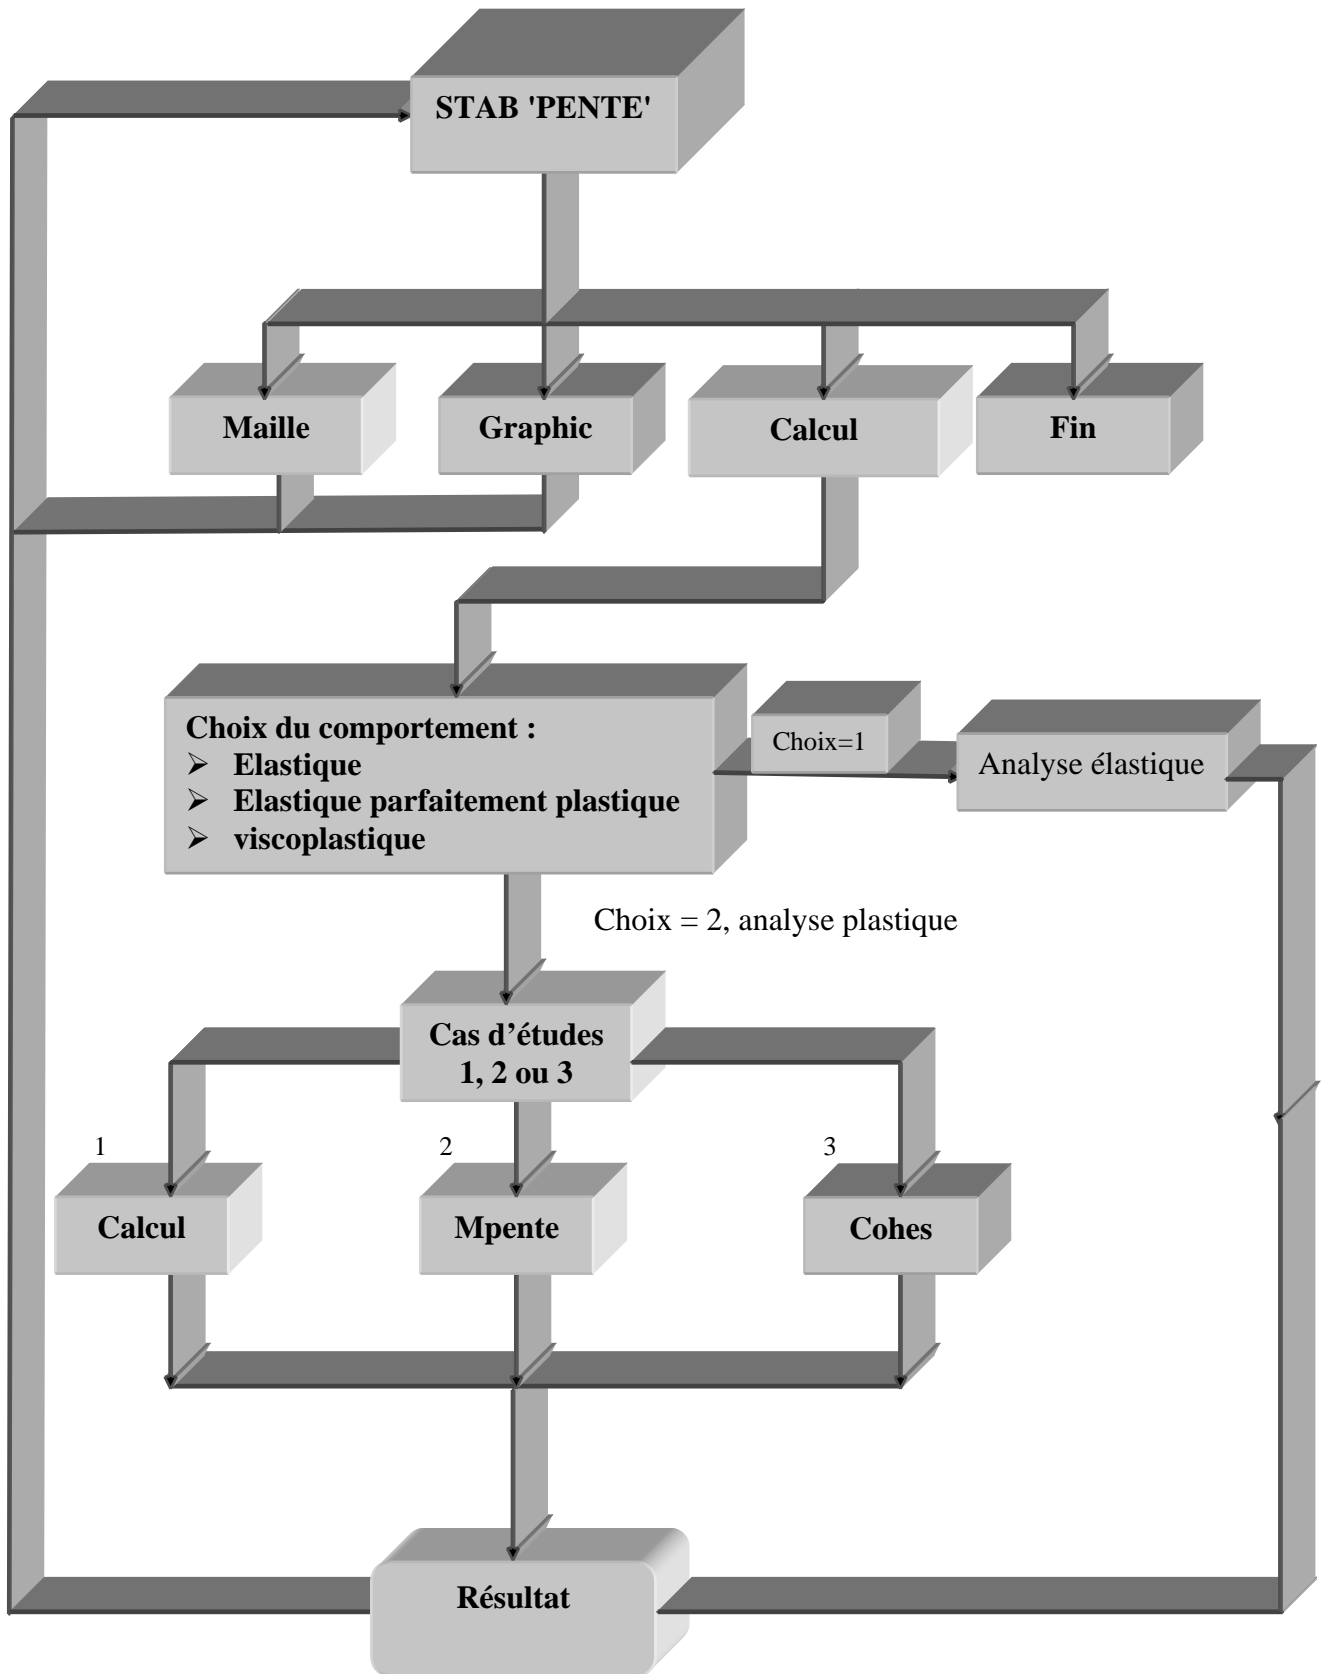 STAB 'PENTE'
Maille
Graphic
Calcul
Fin
Choix du comportement :
➢ Elastique
➢ Elastique parfaitement plastique
➢ viscoplastique
Choix=1
Analyse élastique
Choix = 2, analyse plastique
Cas d’études
1, 2 ou 3
1
2
3
Calcul
Mpente
Cohes
Résultat